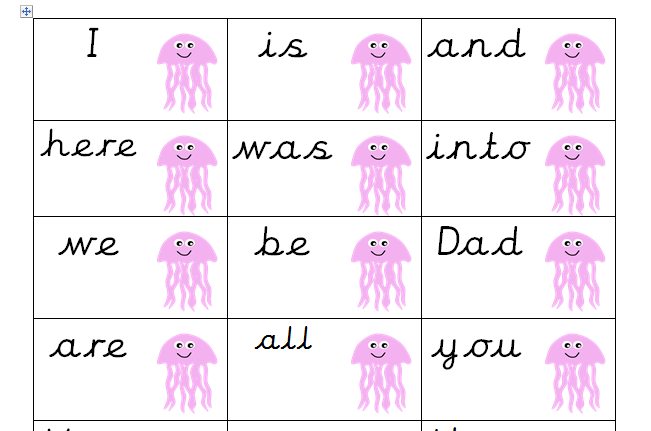 I is and
here was into
we be Dad
are all you